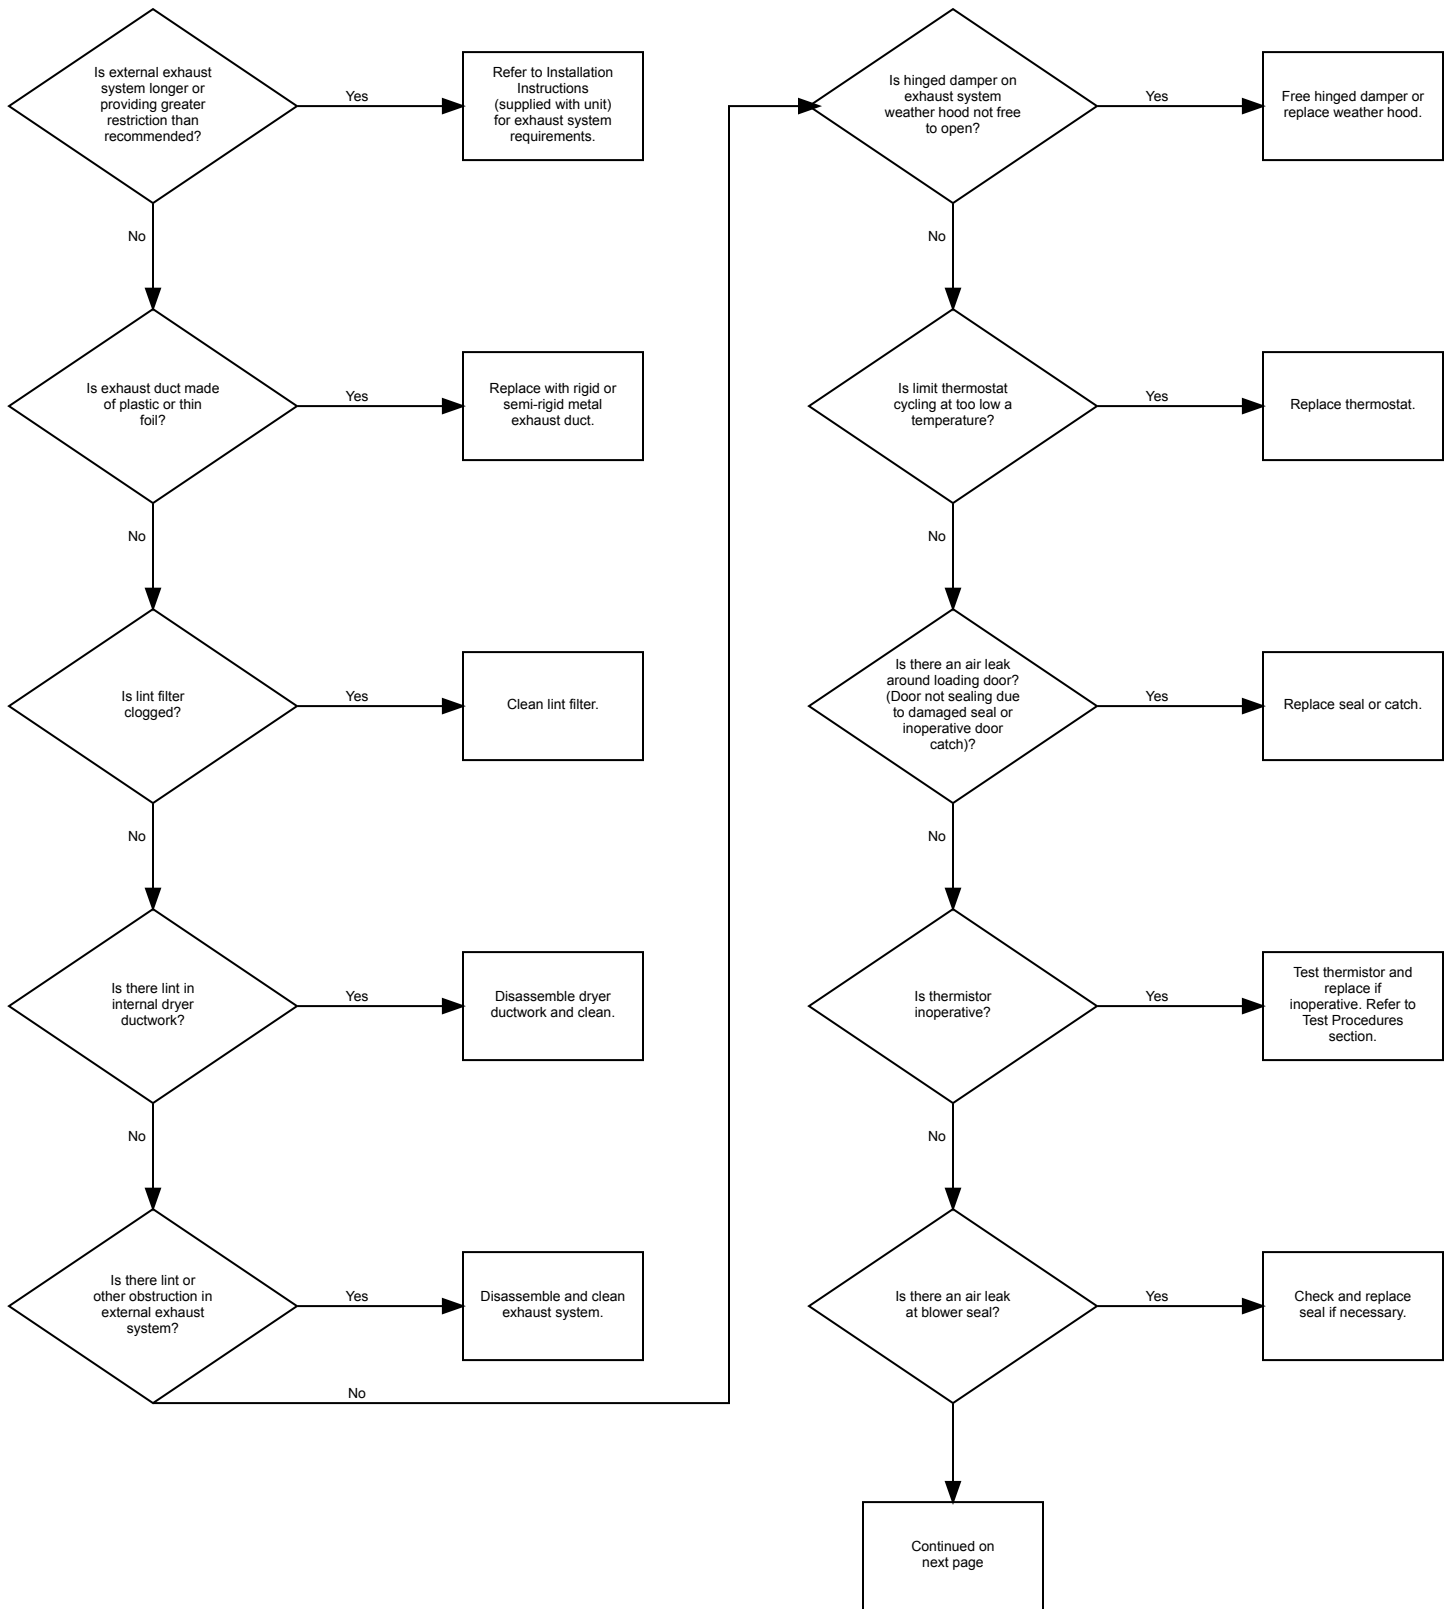 Is external exhaust
system longer or
providing greater
restriction than
recommended?
Yes
Refer to Installation
Instructions
(supplied with unit)
for exhaust system
requirements.
No
Is exhaust duct made
of plastic or thin
foil?
Yes
Replace with rigid or
semi-rigid metal
exhaust duct.
No
Is lint filter
clogged?
Yes
Clean lint filter.
No
Is there lint in
internal dryer
ductwork?
Yes
Disassemble dryer
ductwork and clean.
No
Is there lint or
other obstruction in
external exhaust
system?
Yes
Disassemble and clean
exhaust system.
No
Is hinged damper on
exhaust system
weather hood not free
to open?
Yes
Free hinged damper or
replace weather hood.
No
Is limit thermostat
cycling at too low a
temperature?
Yes
Replace thermostat.
No
Is there an air leak
around loading door?
(Door not sealing due
to damaged seal or
inoperative door
catch)?
Yes
Replace seal or catch.
No
Is thermistor
inoperative?
Yes
Test thermistor and
replace if
inoperative. Refer to
Test Procedures
section.
No
Is there an air leak
at blower seal?
Yes
Check and replace
seal if necessary.
Continued on
next page